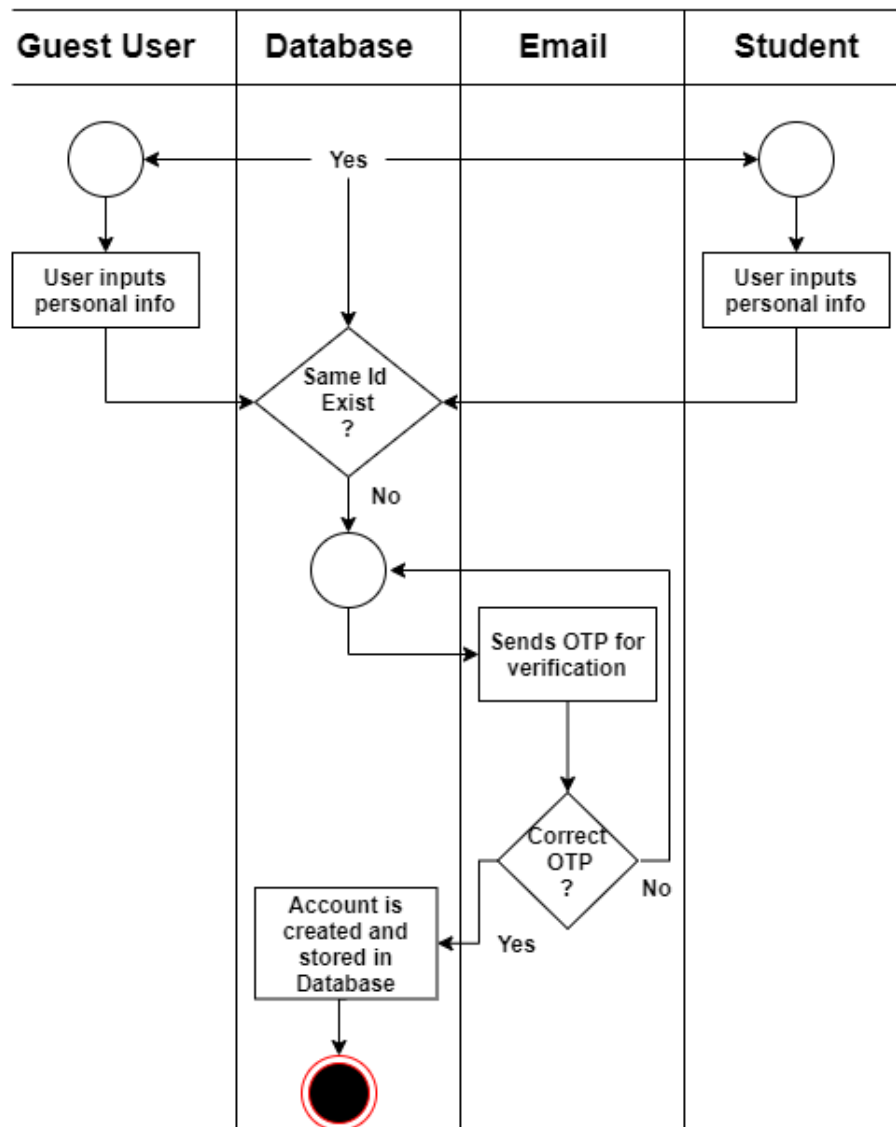 Guest User
Database
Email
Student
Yes
User inputs
personal info
User inputs
personal info
Same Id
Exist
?
No
Sends OTP for
verification
Correct
OTP
?
No
Yes
Account is
created and
stored in
Database